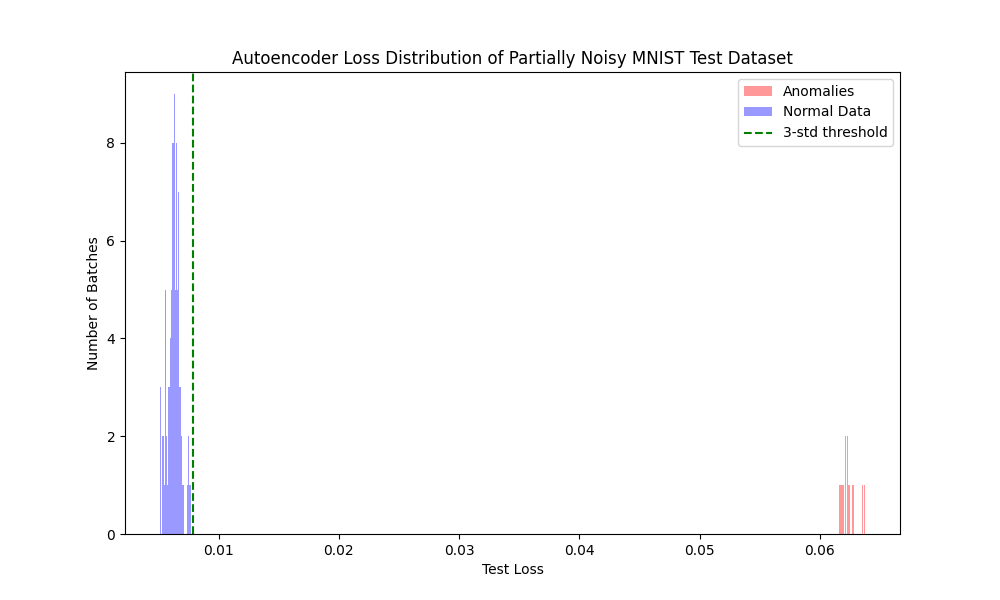 Autoencoder Loss Distribution of Partially Noisy MNIST Test Dataset
Anomalies
Normal Data
3-std threshold
Number of Batches
8
6
4
2
0
0.01 0.02 0.03 0.04 0.05 0.06
Test Loss